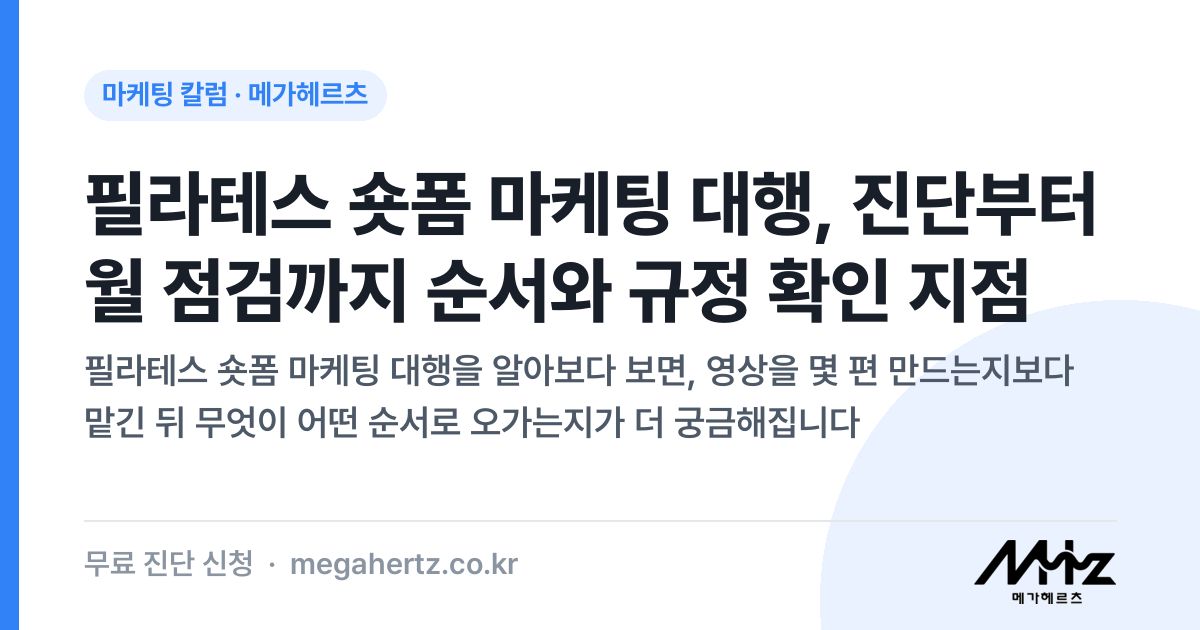 마케팅 칼럼 · 메가헤르츠
필라테스 숏폼 마케팅 대행, 진단부터
월 점검까지 순서와 규정 확인 지점
필라테스 숏폼 마케팅 대행을 알아보다 보면, 영상을 몇 편 만드는지보다
맡긴 뒤 무엇이 어떤 순서로 오가는지가 더 궁금해집니다
무료 진단 신청 · megahertz.co.kr
MHz
메가헤르츠